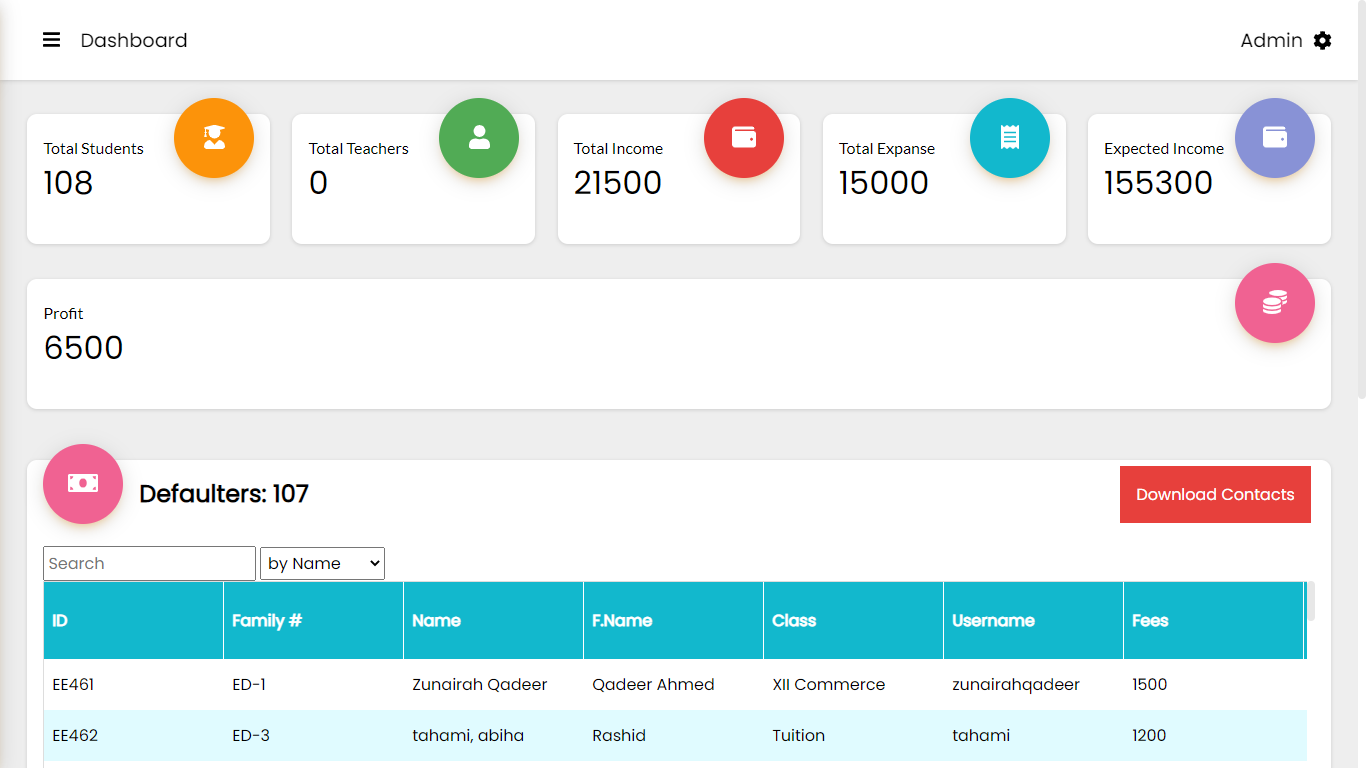 Dashboard
Admin
Total Students
108
Total Teachers
0
Total Income
21500
Total Expanse
15000
Expected Income
155300
Profit
6500
Defaulters: 107
Download Contacts
Search by Name
ID Family # Name F.Name Class Username Fees
EE461 ED-1 Zunairah Qadeer Qadeer Ahmed XII Commerce zunairahqadeer 1500
EE462 ED-3 tahami, abiha Rashid Tuition tahami 1200